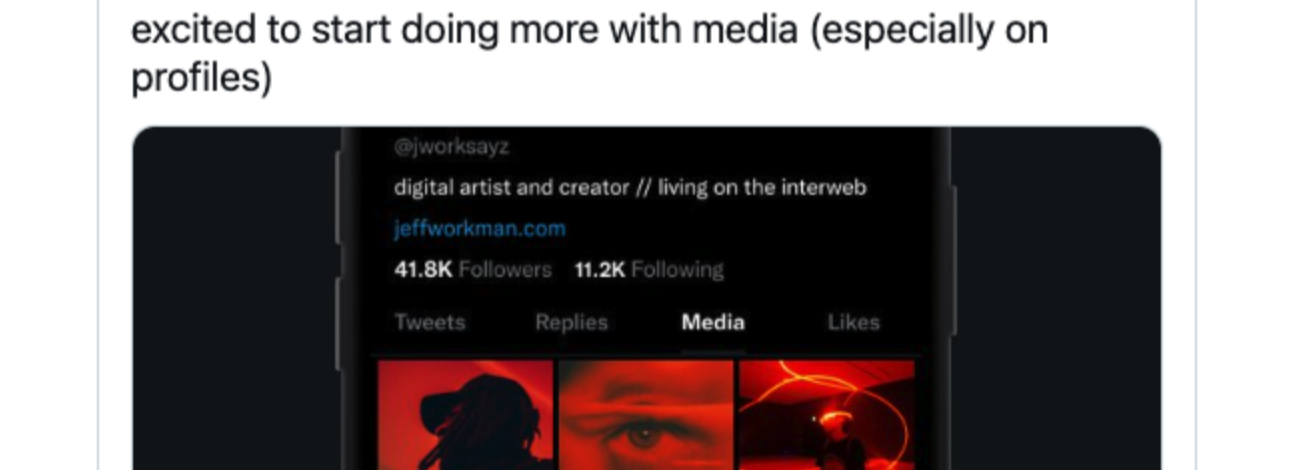 excited to start doing more with media (especially on
profiles)
@jworksayz
digital artist and creator // living on the interweb
jeffworkman.com
41.8K Followers 11.2K Following
Tweets Replies Media Likes